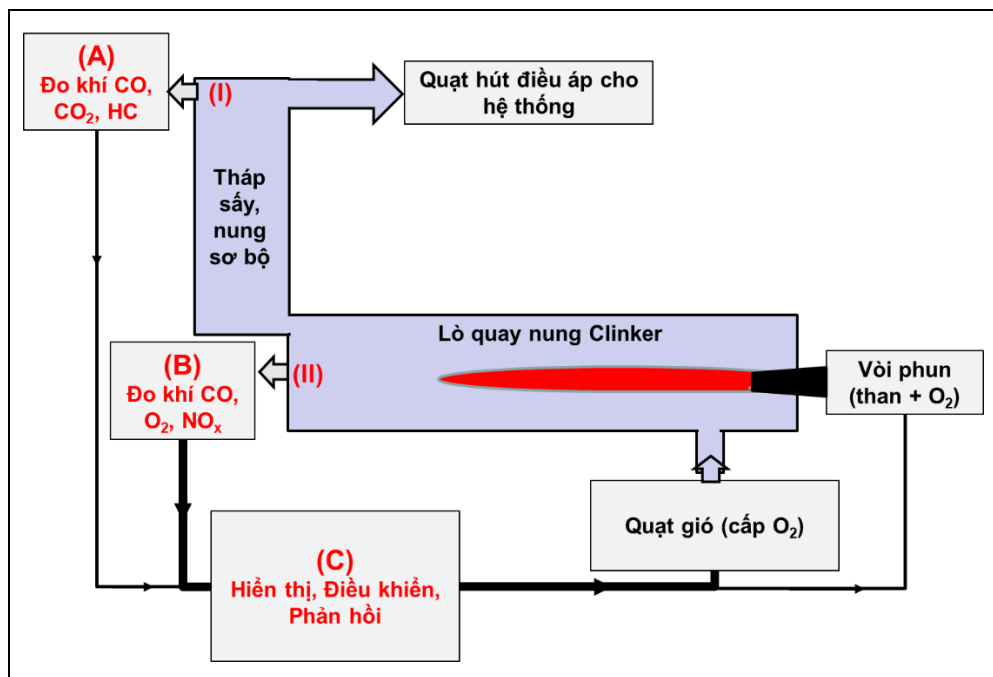 (A)
Đo khí CO,
CO₂, HC
(I)
Quạt hút điều áp cho
hệ thống
Tháp
sấy,
nung
sơ bộ
Lò quay nung Clinker
(B)
Đo khí CO,
O₂, NOₓ
(II)
Vòi phun
(than + O₂)
Quạt gió (cấp O₂)
(C)
Hiển thị, Điều khiển,
Phản hồi